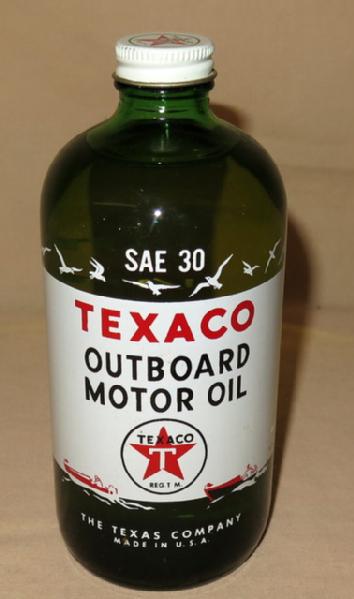 SAE 30
TEXACO
OUTBOARD
MOTOR OIL
TEXACO
T
REG. T. M.
THE TEXAS COMPANY
MADE IN U.S.A.